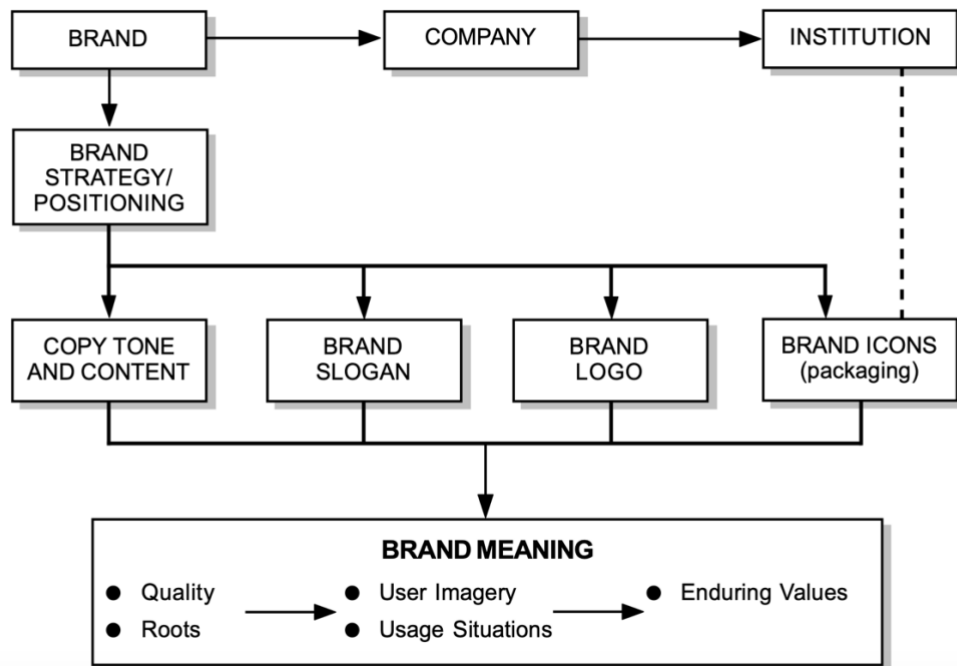 BRAND
COMPANY
INSTITUTION
BRAND
STRATEGY/
POSITIONING
COPY TONE
AND CONTENT
BRAND
SLOGAN
BRAND
LOGO
BRAND ICONS
(packaging)
BRAND MEANING
● Quality
● Roots
● User Imagery
● Usage Situations
● Enduring Values